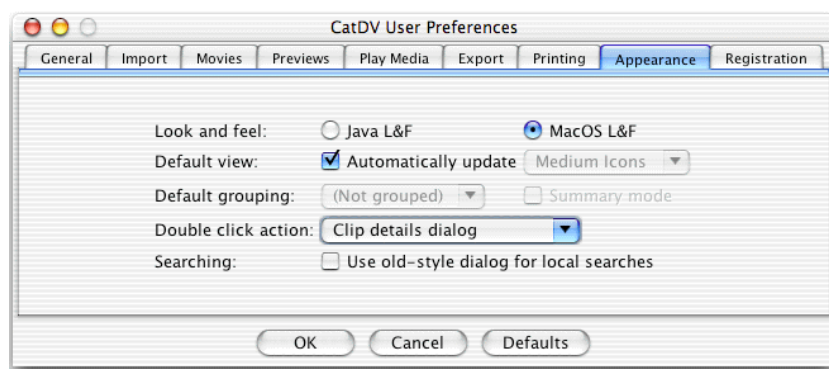 CatDV User Preferences
General Import Movies Previews Play Media Export Printing Appearance Registration
Look and feel: Java L&F MacOS L&F
Default view: Automatically update Medium Icons
Default grouping: (Not grouped) Summary mode
Double click action: Clip details dialog
Searching: Use old-style dialog for local searches
OK Cancel Defaults